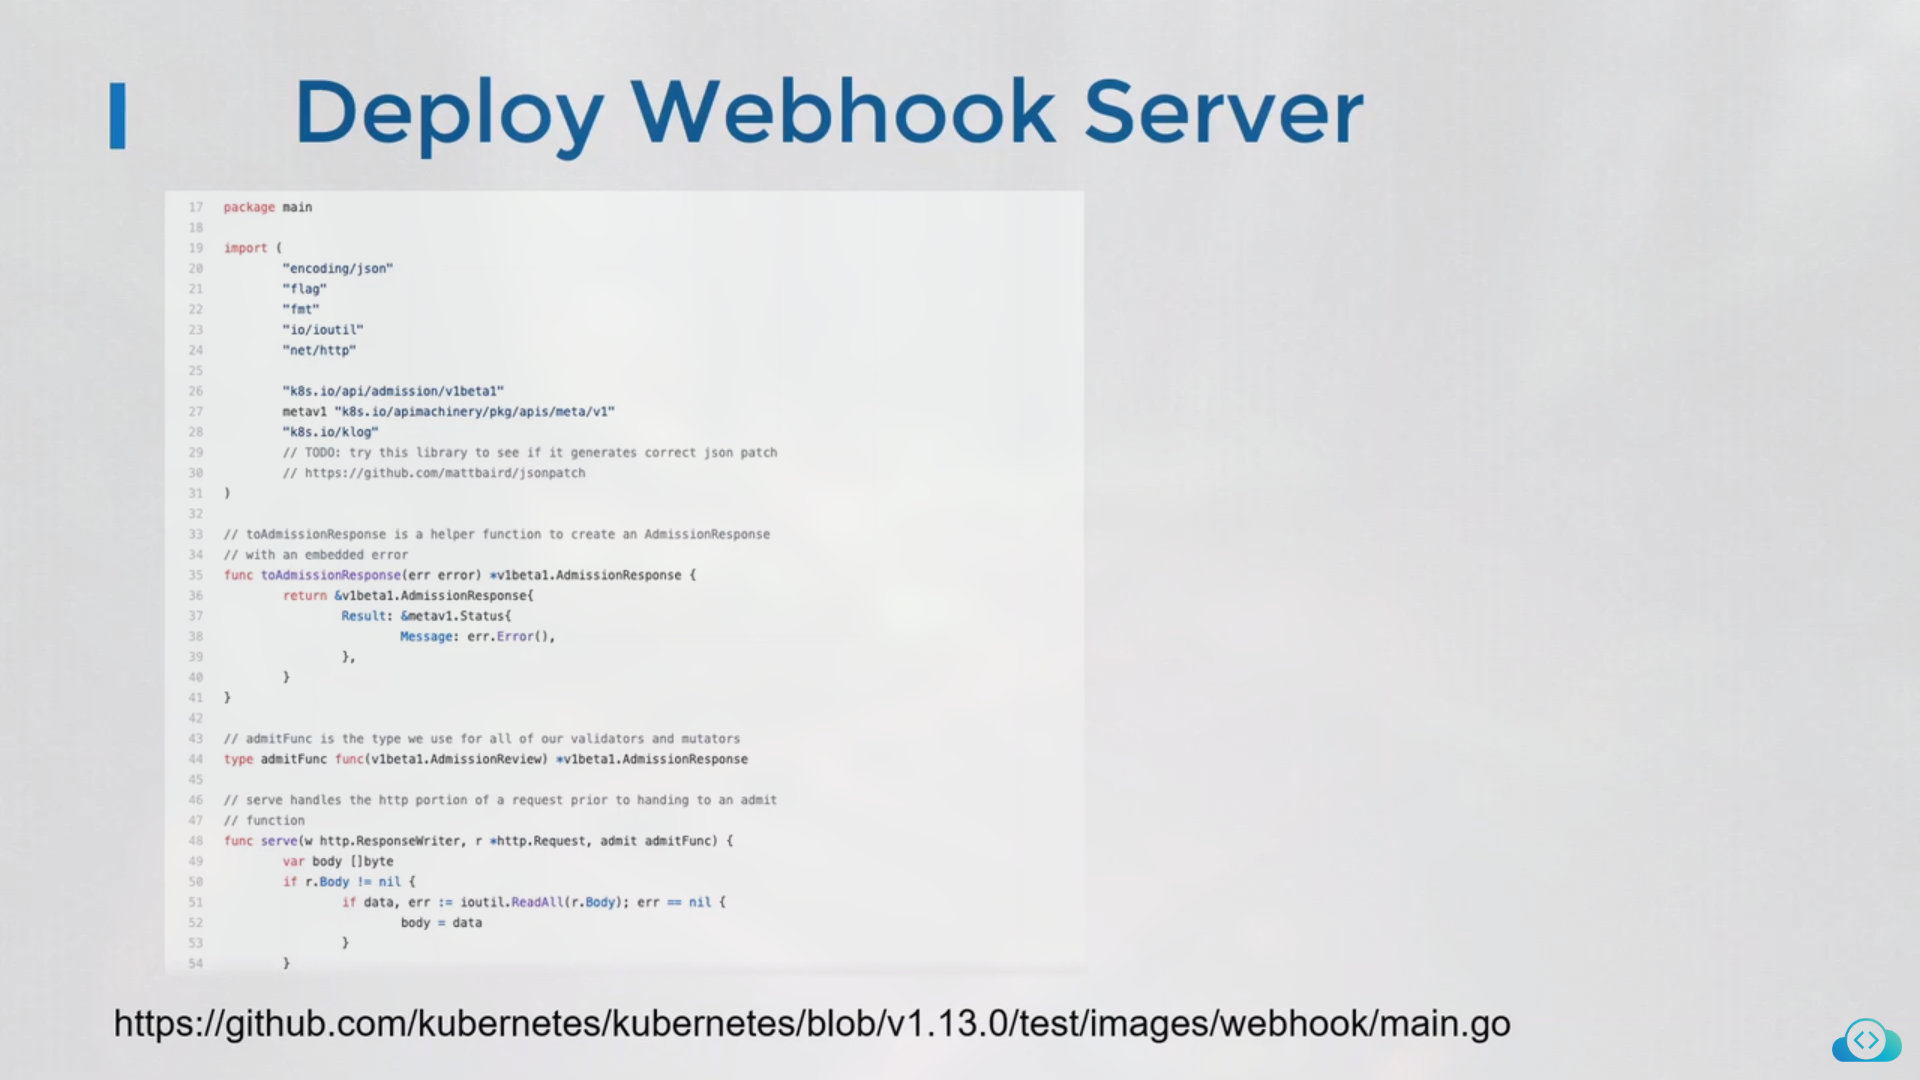 Deploy Webhook Server
17 package main
18
19 import (
20 "encoding/json"
21 "flag"
22 "fmt"
23 "io/ioutil"
24 "net/http"
25
26 "k8s.io/api/admission/v1beta1"
27 metav1 "k8s.io/apimachinery/pkg/apis/meta/v1"
28 "k8s.io/klog"
29 // TODO: try this library to see if it generates correct json patch
30 // https://github.com/mattbaird/jsonpatch
31 )
32
33 // toAdmissionResponse is a helper function to create an AdmissionResponse
34 // with an embedded error
35 func toAdmissionResponse(err error) *v1beta1.AdmissionResponse {
36 return &v1beta1.AdmissionResponse{
37 Result: &metav1.Status{
38 Message: err.Error(),
39 },
40 }
41 }
42
43 // admitFunc is the type we use for all of our validators and mutators
44 type admitFunc func(v1beta1.AdmissionReview) *v1beta1.AdmissionResponse
45
46 // serve handles the http portion of a request prior to handing to an admit
47 // function
48 func serve(w http.ResponseWriter, r *http.Request, admit admitFunc) {
49 var body []byte
50 if r.Body != nil {
51 if data, err := ioutil.ReadAll(r.Body); err == nil {
52 body = data
53 }
54 }
https://github.com/kubernetes/kubernetes/blob/v1.13.0/test/images/webhook/main.go